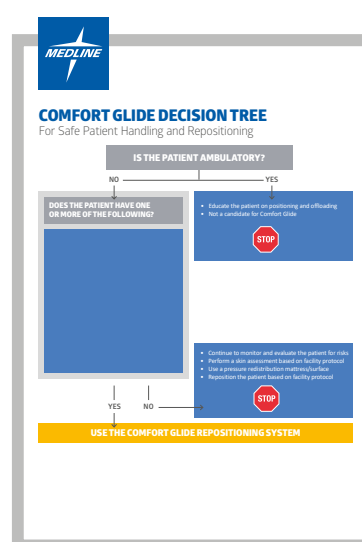 MEDLINE
COMFORT GLIDE DECISION TREE
For Safe Patient Handling and Repositioning
IS THE PATIENT AMBULATORY?
NO
YES
DOES THE PATIENT HAVE ONE
OR MORE OF THE FOLLOWING?
• Educate the patient on positioning and offloading
• Not a candidate for Comfort Glide
STOP
• Continue to monitor and evaluate the patient for risks
• Perform a skin assessment based on facility protocol
• Use a pressure redistribution mattress/surface
• Reposition the patient based on facility protocol
STOP
YES
NO
USE THE COMFORT GLIDE REPOSITIONING SYSTEM